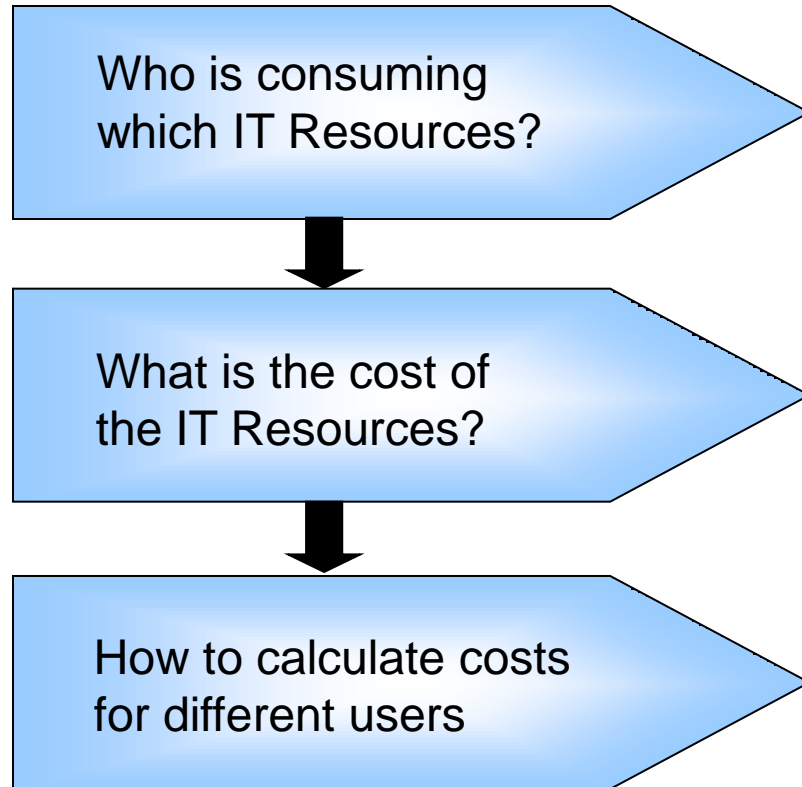 Who is consuming
which IT Resources?
What is the cost of
the IT Resources?
How to calculate costs
for different users